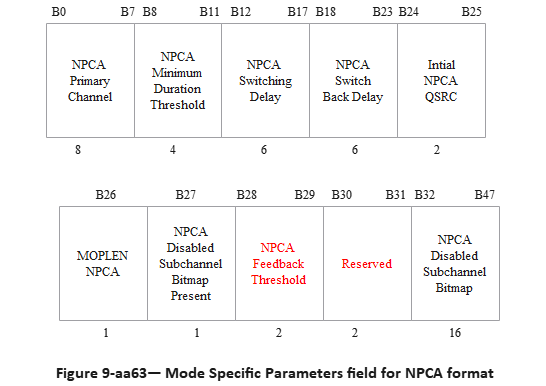 B0 B7 B8 B11 B12 B17 B18 B23 B24 B25
NPCA
Primary
Channel
NPCA
Minimum
Duration
Threshold
NPCA
Switching
Delay
NPCA
Switch
Back Delay
Intial
NPCA
QSRC
8 4 6 6 2
B26 B27 B28 B29 B30 B31 B32 B47
MOPLEN
NPCA
NPCA
Disabled
Subchannel
Bitmap
Present
NPCA
Feedback
Threshold
Reserved
NPCA
Disabled
Subchannel
Bitmap
1 1 2 2 16
Figure 9-aa63— Mode Specific Parameters field for NPCA format